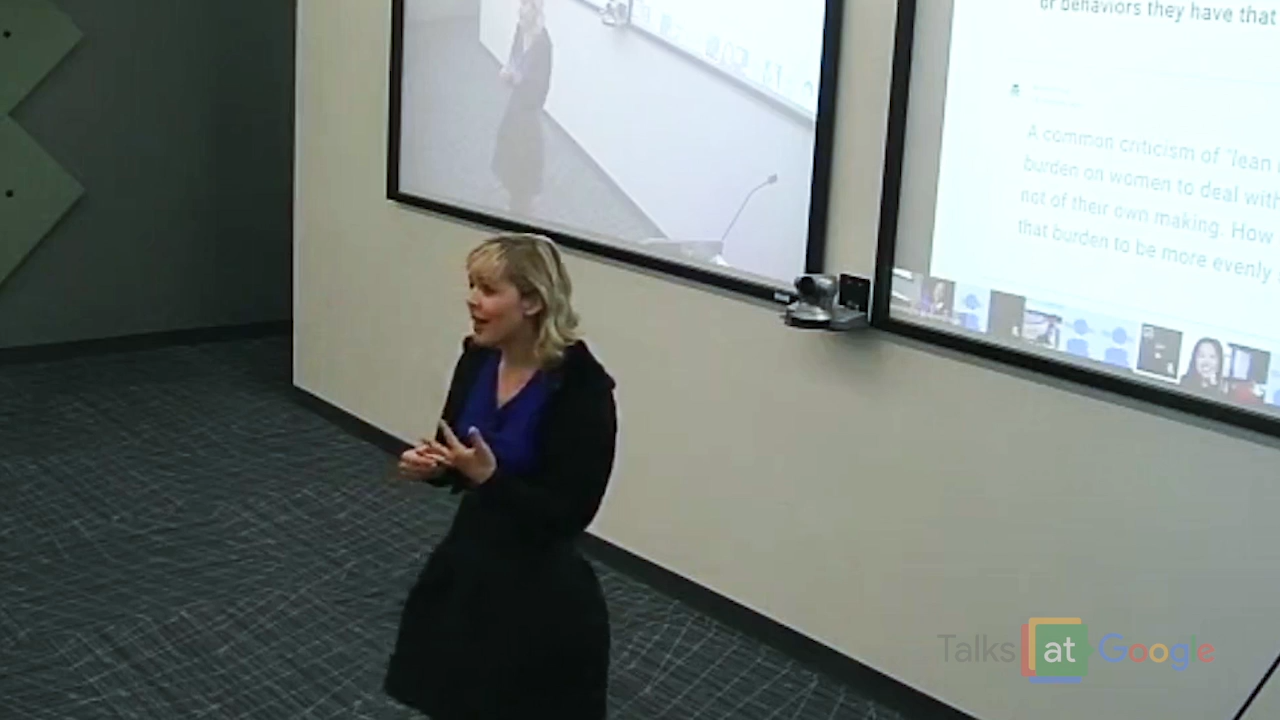 or behaviors they have that
A common criticism of "lean
burden on women to deal with
not of their own making. How
that burden to be more evenly
Talks at Google